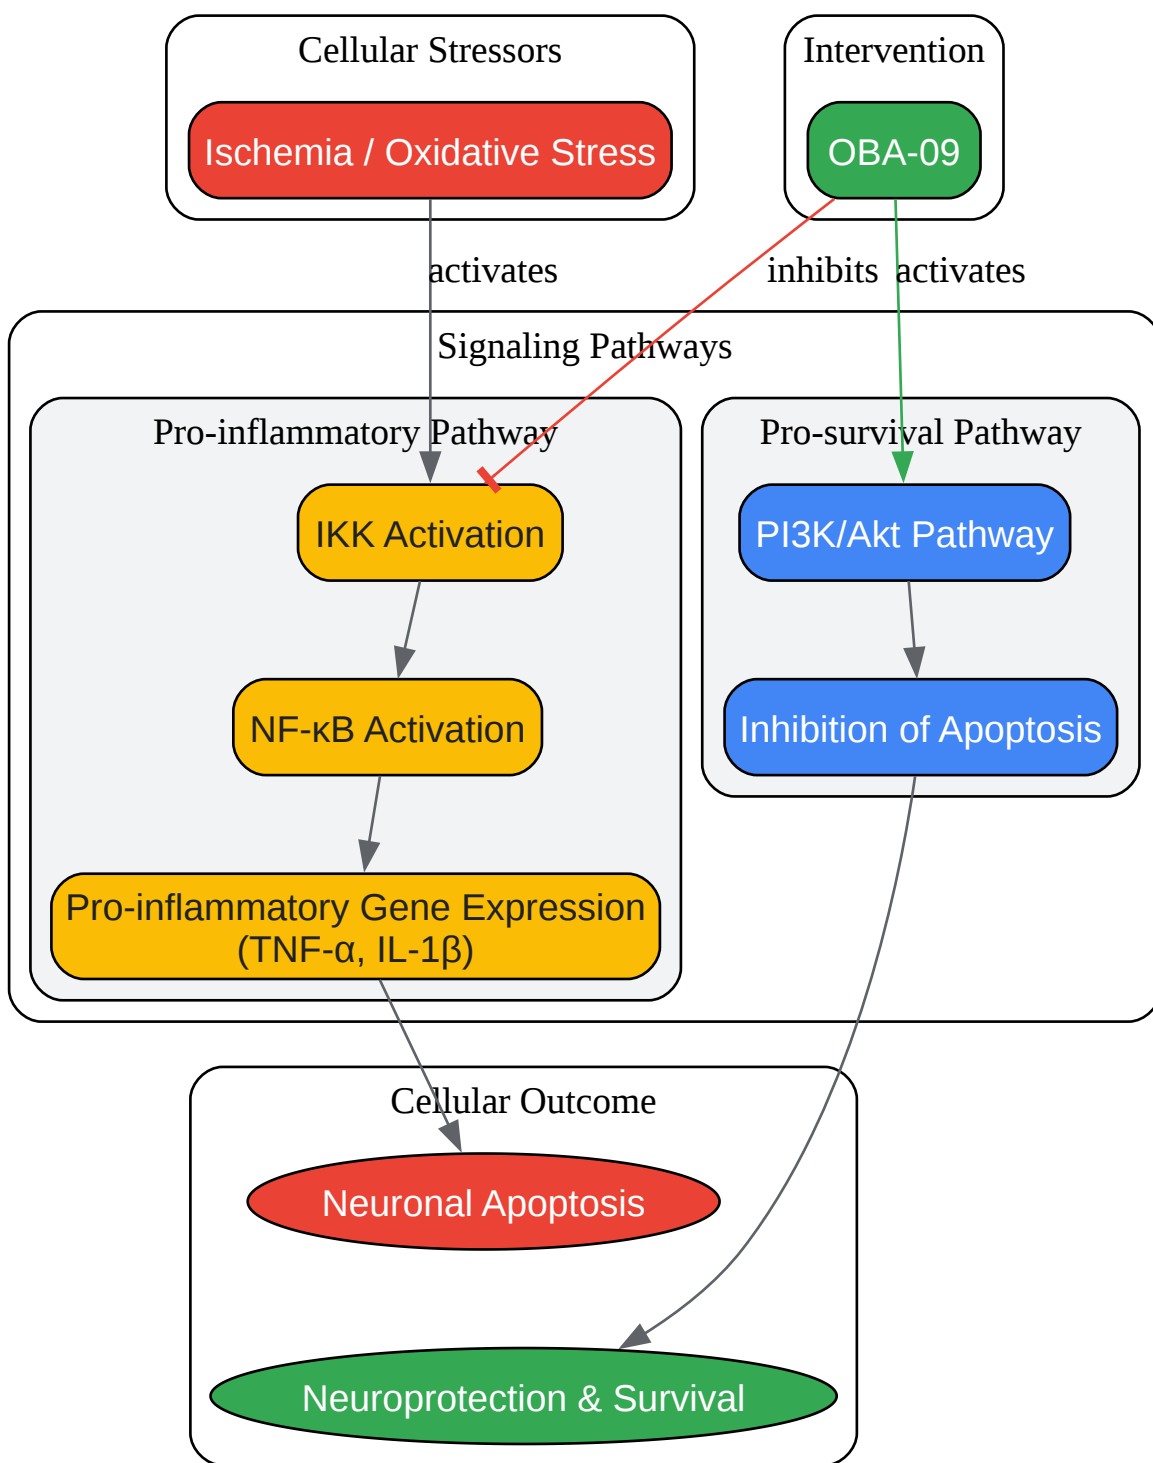 Cellular Stressors
Intervention
Ischemia / Oxidative Stress
OBA-09
activates
inhibits
activates
Signaling Pathways
Pro-inflammatory Pathway
Pro-survival Pathway
IKK Activation
PI3K/Akt Pathway
NF-κB Activation
Inhibition of Apoptosis
Pro-inflammatory Gene Expression
(TNF-α, IL-1β)
Cellular Outcome
Neuronal Apoptosis
Neuroprotection & Survival